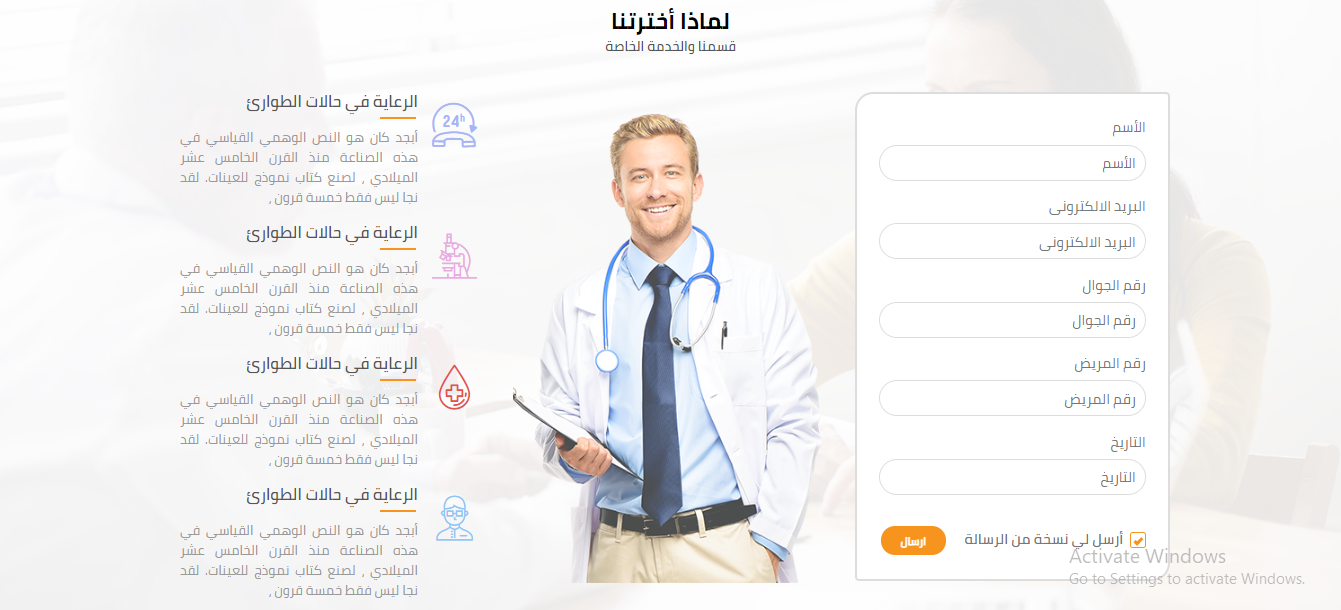 لماذا أخترتنا
قسمنا والخدمة الخاصة
الأسم
الأسم
البريد الالكترونى
البريد الالكترونى
رقم الجوال
رقم الجوال
رقم المريض
رقم المريض
التاريخ
التاريخ
أرسل لي نسخة من الرسالة
ارسال
24h
الرعاية في حالات الطوارئ
أبجد كان هو النص الوهمي القياسي في
هذه الصناعة منذ القرن الخامس عشر
الميلادي , لصنع كتاب نموذج للعينات. لقد
نجا ليس فقط خمسة قرون ,
الرعاية في حالات الطوارئ
أبجد كان هو النص الوهمي القياسي في
هذه الصناعة منذ القرن الخامس عشر
الميلادي , لصنع كتاب نموذج للعينات. لقد
نجا ليس فقط خمسة قرون ,
الرعاية في حالات الطوارئ
أبجد كان هو النص الوهمي القياسي في
هذه الصناعة منذ القرن الخامس عشر
الميلادي , لصنع كتاب نموذج للعينات. لقد
نجا ليس فقط خمسة قرون ,
الرعاية في حالات الطوارئ
أبجد كان هو النص الوهمي القياسي في
هذه الصناعة منذ القرن الخامس عشر
الميلادي , لصنع كتاب نموذج للعينات. لقد
نجا ليس فقط خمسة قرون ,
Activate Windows
Go to Settings to activate Windows.